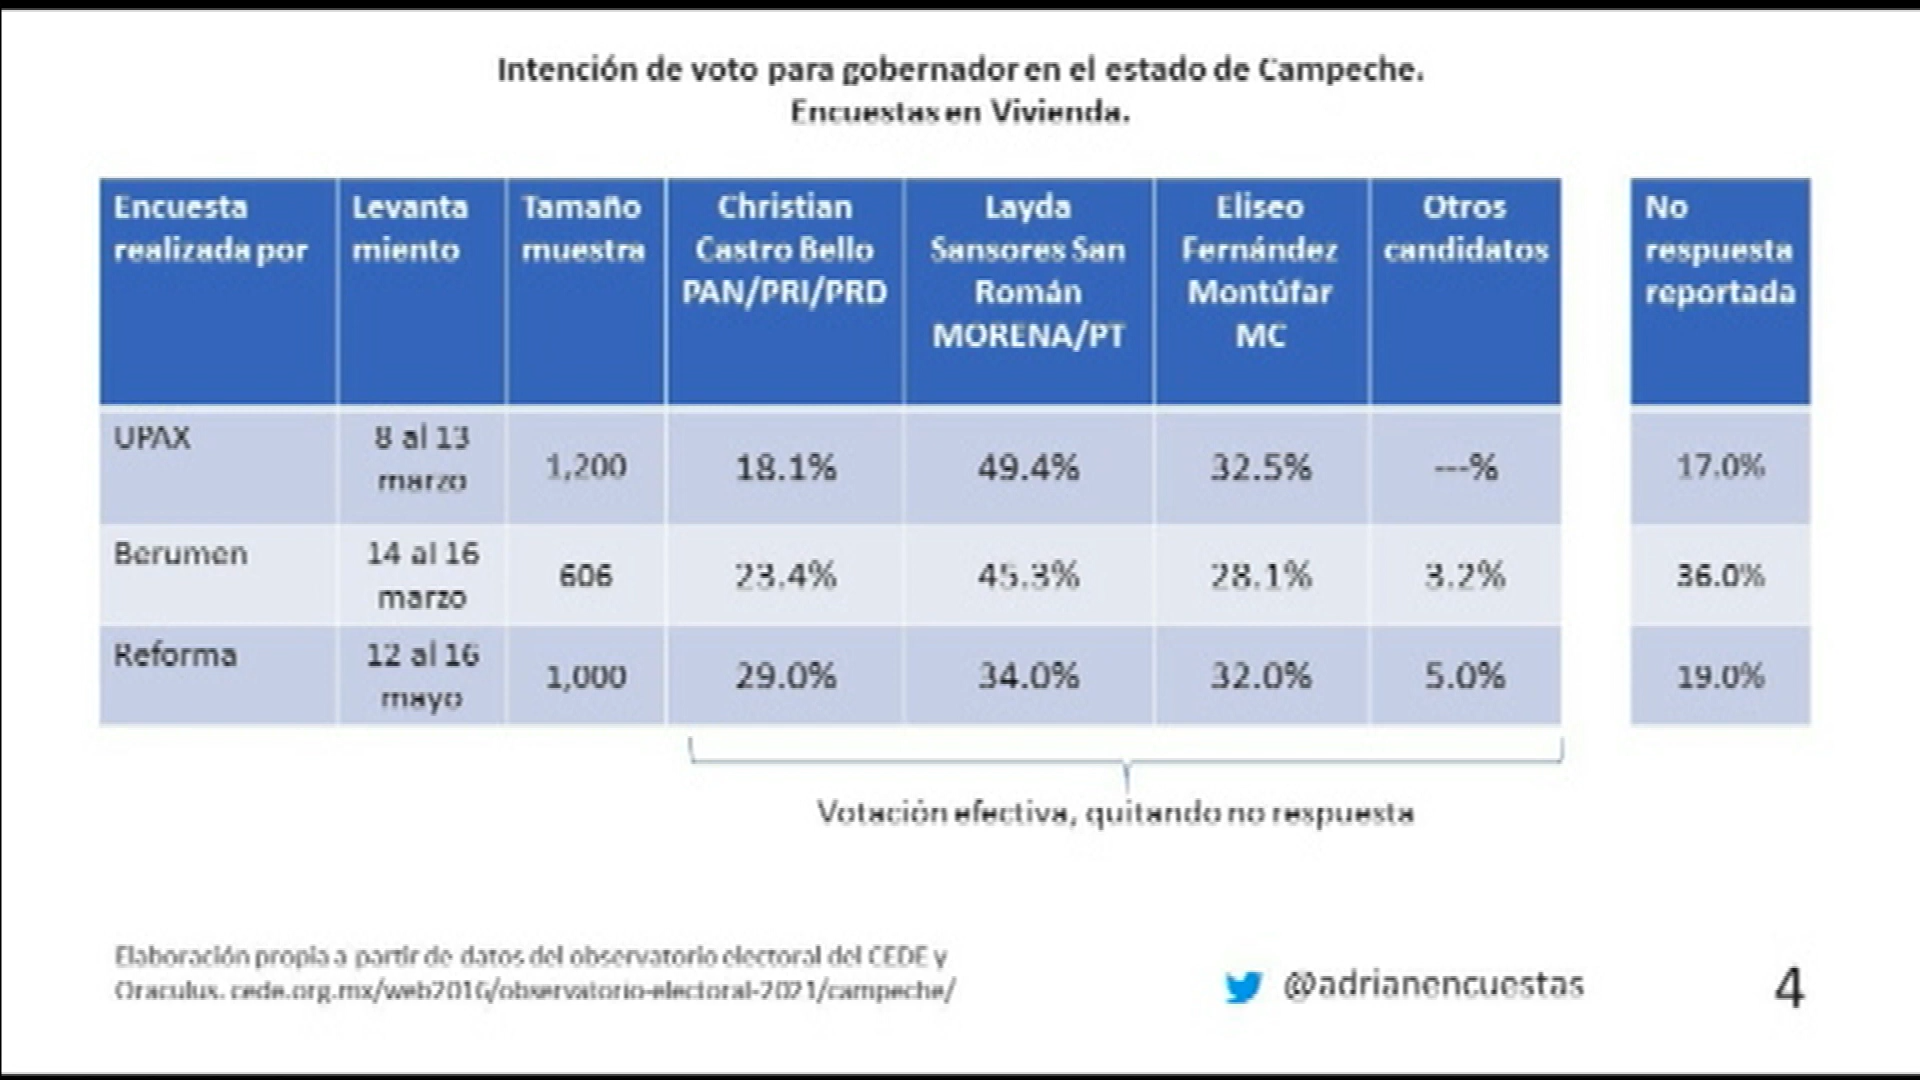 Intención de voto para gobernador en el estado de Campeche.
Encuestas en Vivienda.
Encuesta realizada por
Levanta miento
Tamaño muestra
Christian Castro Bello PAN/PRI/PRD
Layda Sansores San Román MORENA/PT
Eliseo Fernández Montúfar MC
Otros candidatos
No respuesta reportada
UPAX 8 al 13 marzo 1,200 18.1% 49.4% 32.5% ---% 17.0%
Berumen 14 al 16 marzo 606 23.4% 45.3% 28.1% 3.2% 36.0%
Reforma 12 al 16 mayo 1,000 29.0% 34.0% 32.0% 5.0% 19.0%
Votación efectiva, quitando no respuesta
Elaboración propia a partir de datos del observatorio electoral del CEDE y
Oraculus. cede.org.mx/web2016/observatorio-electoral-2021/campeche/
@adrianencuestas
4